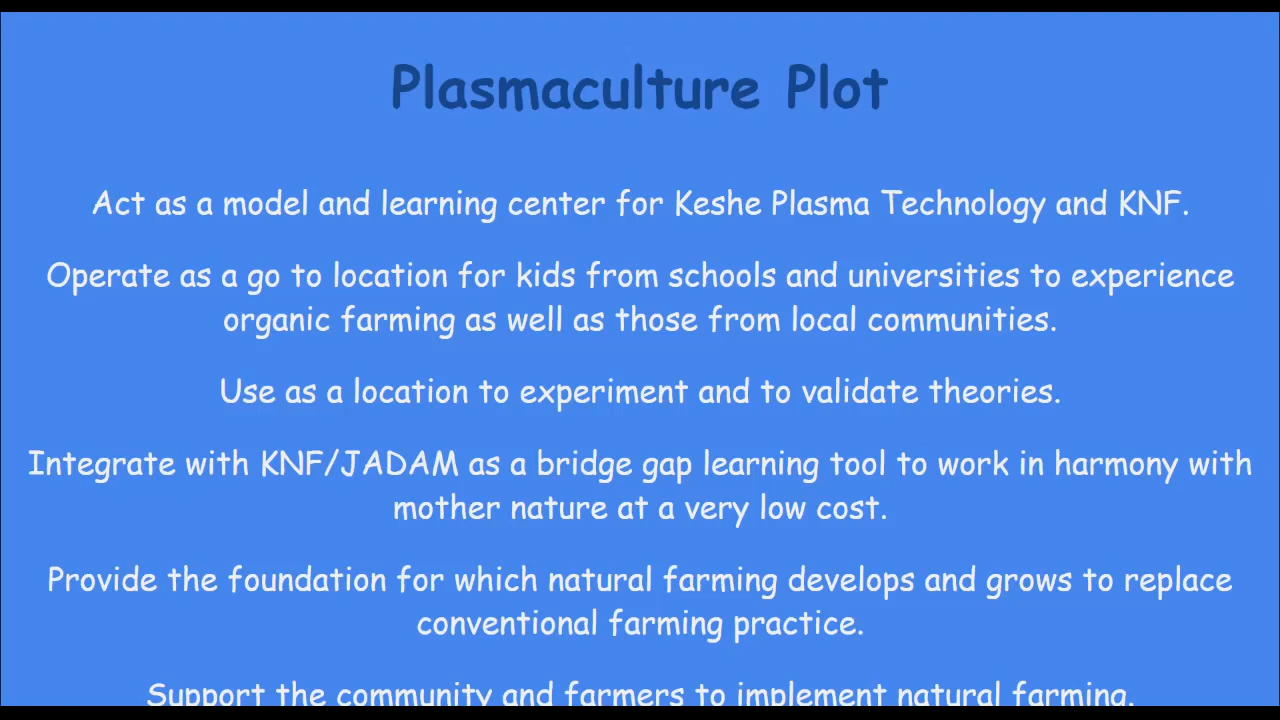 Plasmaculture Plot
Act as a model and learning center for Keshe Plasma Technology and KNF.
Operate as a go to location for kids from schools and universities to experience
organic farming as well as those from local communities.
Use as a location to experiment and to validate theories.
Integrate with KNF/JADAM as a bridge gap learning tool to work in harmony with
mother nature at a very low cost.
Provide the foundation for which natural farming develops and grows to replace
conventional farming practice.
Support the community and farmers to implement natural farming.